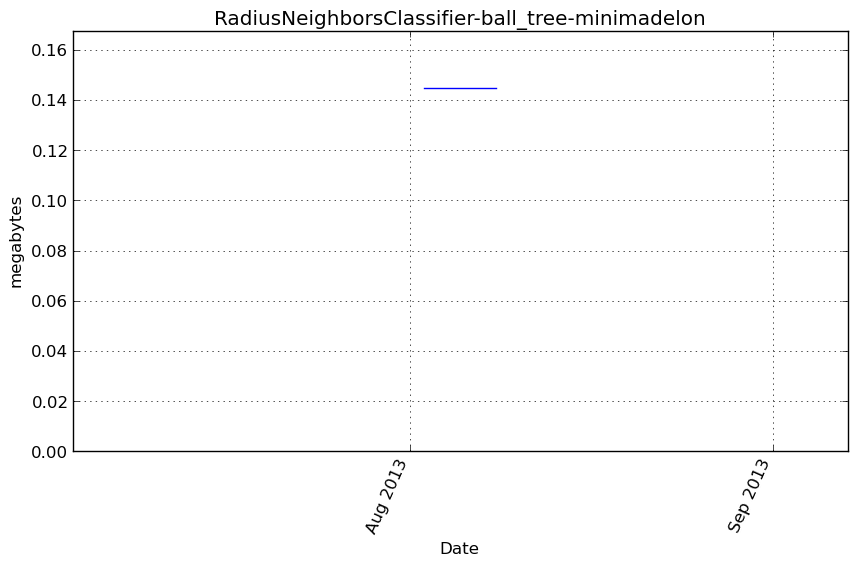 RadiusNeighborsClassifier-ball_tree-minimadelon
0.16
0.14
0.12
0.10
0.08
0.06
0.04
0.02
0.00
megabytes
Aug 2013
Sep 2013
Date